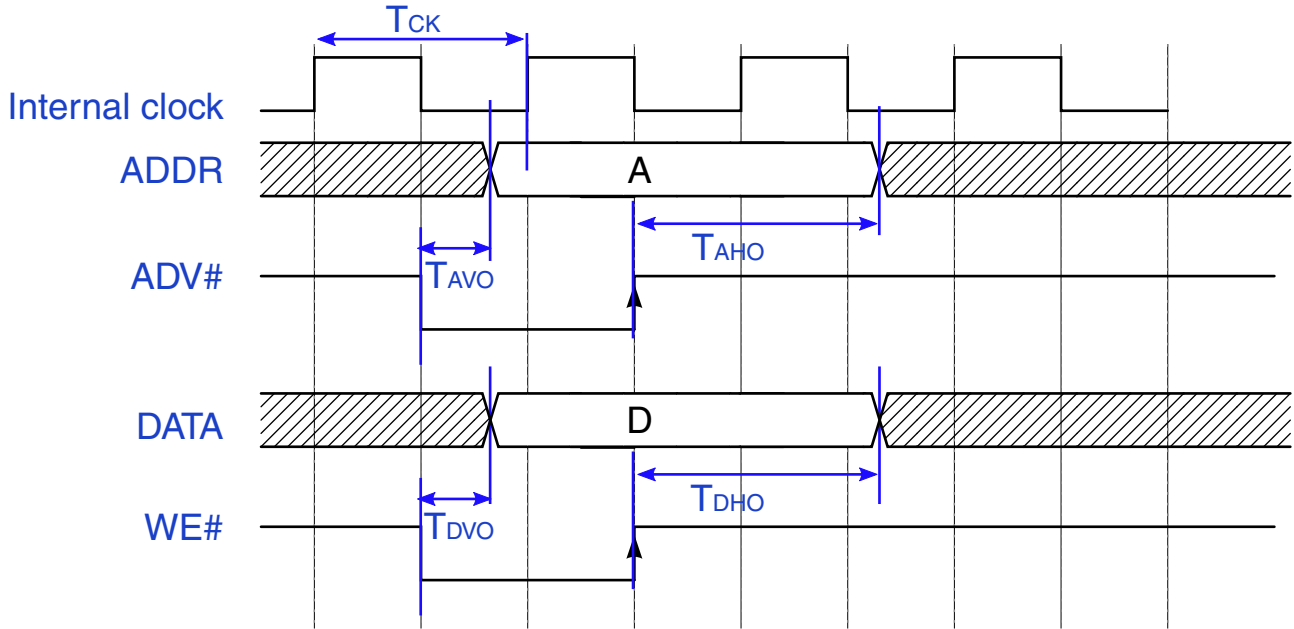 TCK
Internal clock
ADDR
A
TAVO
TAHO
ADV#
DATA
D
TDVO
TDHO
WE#